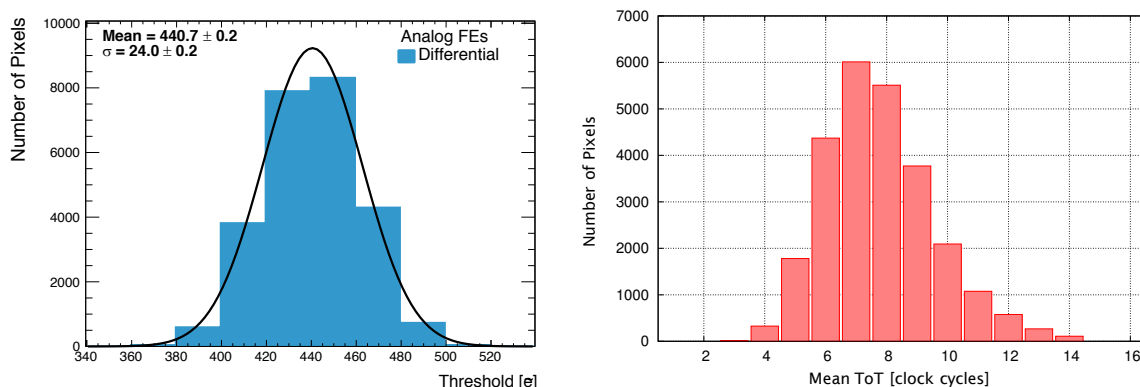 Mean = 440.7 ± 0.2
σ = 24.0 ± 0.2
Analog FEs
Differential
Number of Pixels
10000
8000
6000
4000
2000
0
340 360 380 400 420 440 460 480 500 520
Threshold [e]
7000
6000
5000
4000
3000
2000
1000
0
Number of Pixels
2 4 6 8 10 12 14 16
Mean ToT [clock cycles]